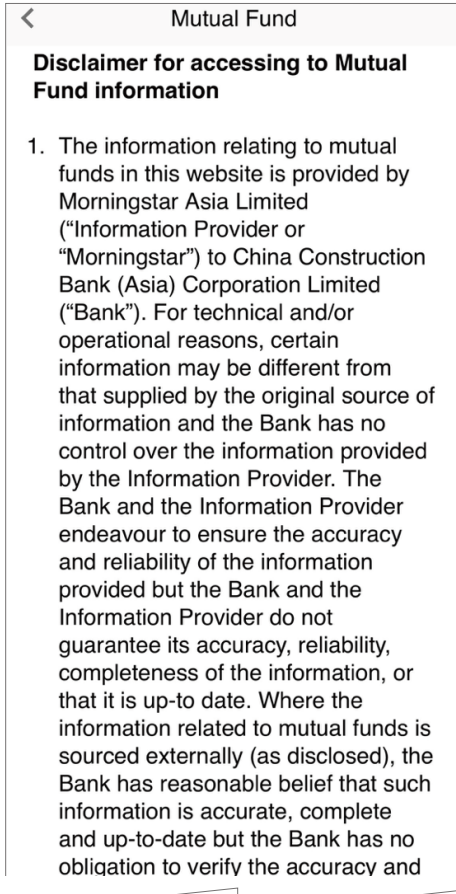 Mutual Fund
Disclaimer for accessing to Mutual
Fund information
1. The information relating to mutual
funds in this website is provided by
Morningstar Asia Limited
(“Information Provider or
“Morningstar”) to China Construction
Bank (Asia) Corporation Limited
(“Bank”). For technical and/or
operational reasons, certain
information may be different from
that supplied by the original source of
information and the Bank has no
control over the information provided
by the Information Provider. The
Bank and the Information Provider
endeavour to ensure the accuracy
and reliability of the information
provided but the Bank and the
Information Provider do not
guarantee its accuracy, reliability,
completeness of the information, or
that it is up-to date. Where the
information related to mutual funds is
sourced externally (as disclosed), the
Bank has reasonable belief that such
information is accurate, complete
and up-to-date but the Bank has no
obligation to verify the accuracy and